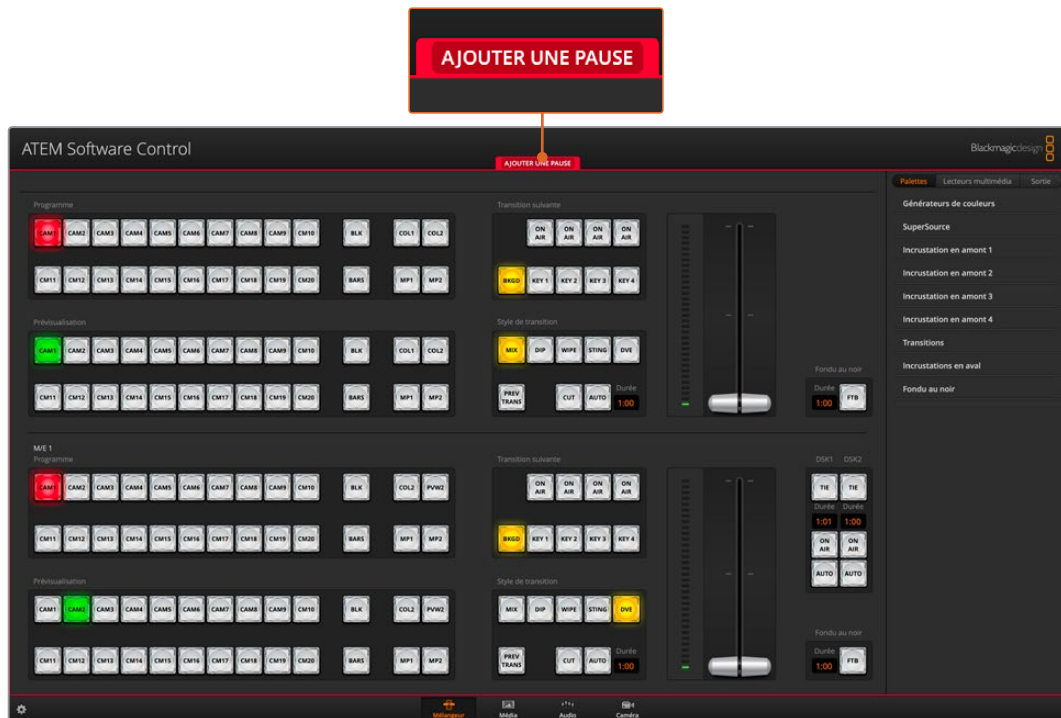 AJOUTER UNE PAUSE
ATEM Software Control
AJOUTER UNE PAUSE
Blackmagicdesign
Palettes Lecteurs multimédia Sortie
Générateurs de couleurs
SuperSource
Incrustation en amont 1
Incrustation en amont 2
Incrustation en amont 3
Incrustation en amont 4
Transitions
Incrustations en aval
Fondu au noir
Programme
CAM1 CAM2 CAM3 CAM4 CAM5 CAM6 CAM7 CAM8 CAM9 CM10 BLK COL1 COL2
CM11 CM12 CM13 CM14 CM15 CM16 CM17 CM18 CM19 CM20 BARS MP1 MP2
Transition suivante
ON AIR ON AIR ON AIR ON AIR
BKGD KEY 1 KEY 2 KEY 3 KEY 4
Prévisualisation
CAM1 CAM2 CAM3 CAM4 CAM5 CAM6 CAM7 CAM8 CAM9 CM10 BLK COL1 COL2
CM11 CM12 CM13 CM14 CM15 CM16 CM17 CM18 CM19 CM20 BARS MP1 MP2
Style de transition
MIX DIP WIPE STING DVE
PREV TRANS CUT AUTO Durée 1:00
Fondu au noir
Durée
1:00 FTB
M/E 1
Programme
CAM1 CAM2 CAM3 CAM4 CAM5 CAM6 CAM7 CAM8 CAM9 CM10 BLK COL2 PVW2
CM11 CM12 CM13 CM14 CM15 CM16 CM17 CM18 CM19 CM20 BARS MP1 MP2
Transition suivante
ON AIR ON AIR ON AIR ON AIR
BKGD KEY 1 KEY 2 KEY 3 KEY 4
DSK1 DSK2
TIE TIE
Durée Durée
1:01 1:00
ON AIR ON AIR
AUTO AUTO
Prévisualisation
CAM1 CAM2 CAM3 CAM4 CAM5 CAM6 CAM7 CAM8 CAM9 CM10 BLK COL2 PVW2
CM11 CM12 CM13 CM14 CM15 CM16 CM17 CM18 CM19 CM20 BARS MP1 MP2
Style de transition
MIX DIP WIPE STING DVE
PREV TRANS CUT AUTO Durée 1:00
Fondu au noir
Durée
1:00 FTB
Mélangeur Média Audio Caméra